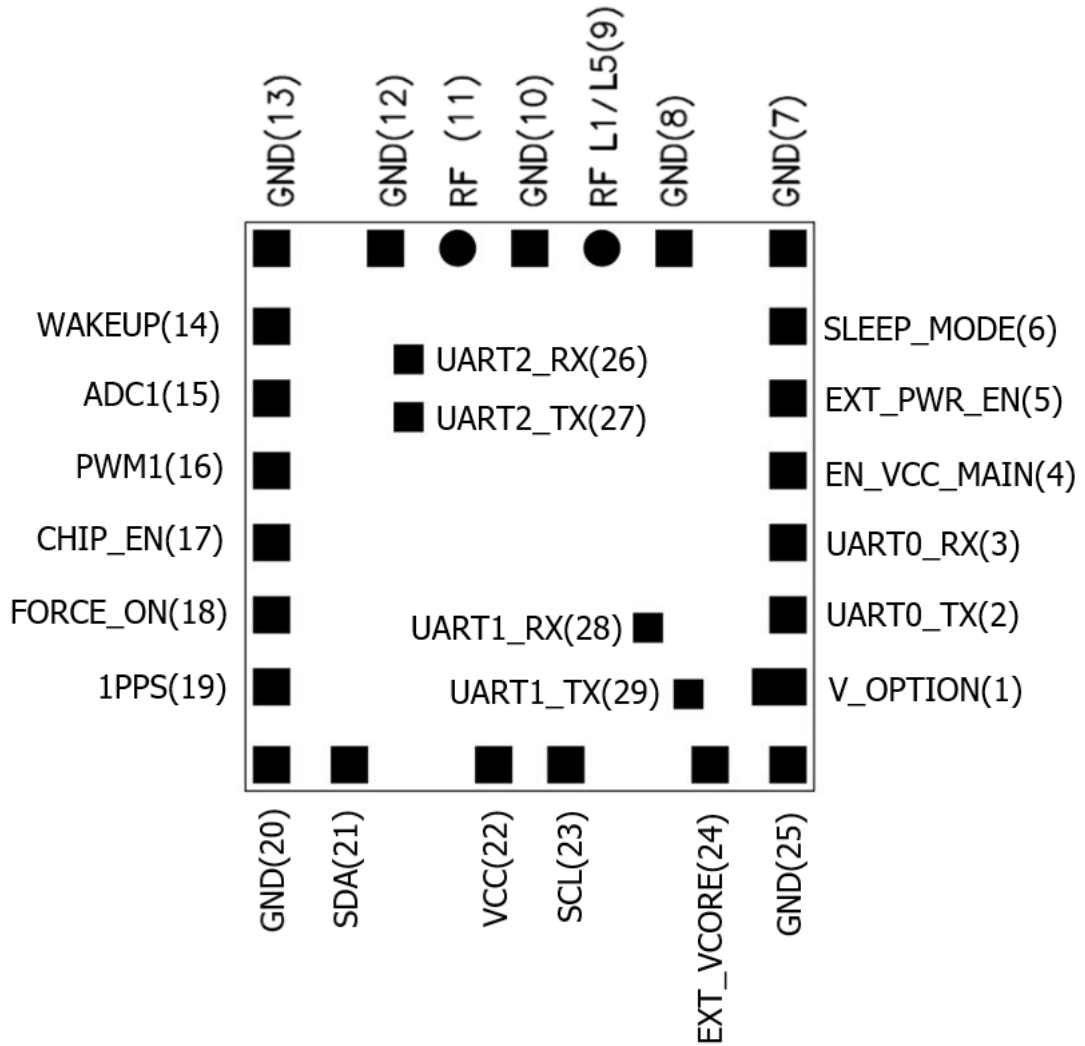 GND(13)
GND(12)
RF (11)
GND(10)
RF L1/L5(9)
GND(8)
GND(7)
WAKEUP(14)
SLEEP_MODE(6)
UART2_RX(26)
ADC1(15)
EXT_PWR_EN(5)
UART2_TX(27)
PWM1(16)
EN_VCC_MAIN(4)
CHIP_EN(17)
UART0_RX(3)
FORCE_ON(18)
UART0_TX(2)
UART1_RX(28)
1PPS(19)
UART1_TX(29)
V_OPTION(1)
GND(20)
SDA(21)
VCC(22)
SCL(23)
EXT_VCORE(24)
GND(25)